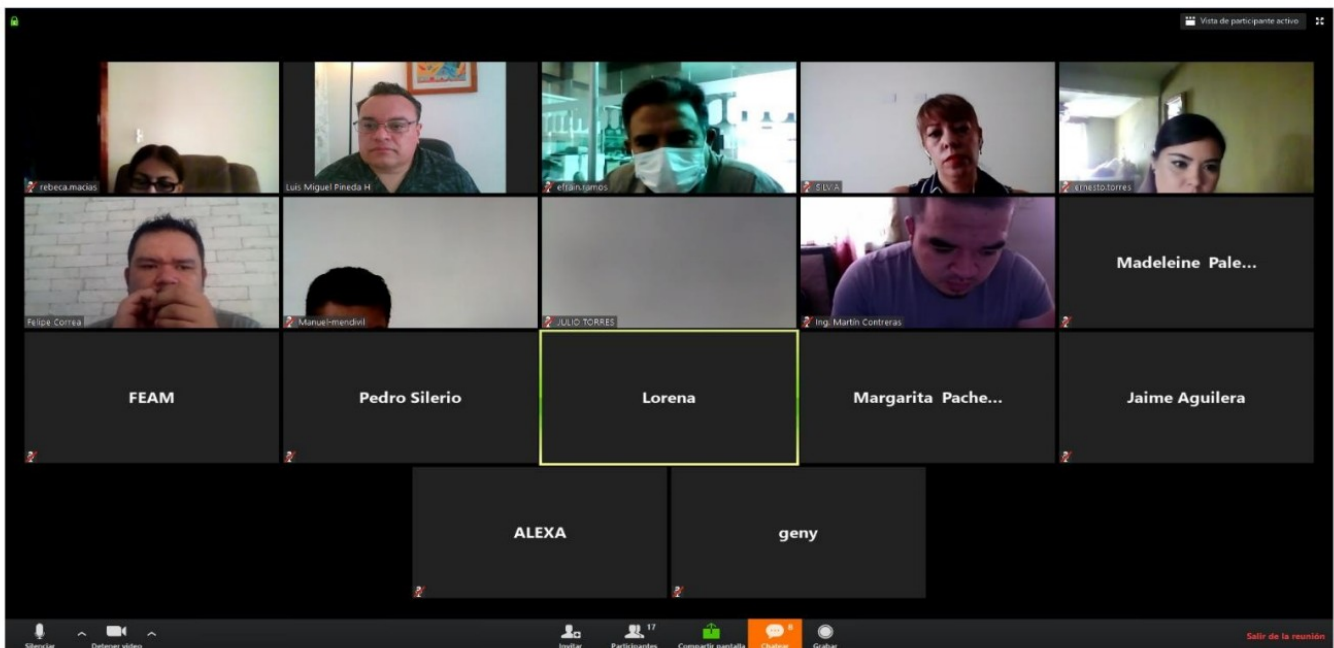 Vista de participante activo
rebeca.macias
Luis Miguel Pineda H
efrain.ramos
SILVIA
ernesto.torres
Felipe Correa
Manuel-mendivil
JULIO TORRES
Ing. Martín Contreras
Madeleine Pale...
FEAM
Pedro Silerio
Lorena
Margarita Pache...
Jaime Aguilera
ALEXA
geny
Silenciar
Detener video
Invitar
17
Participantes
Compartir pantalla
8
Chatear
Grabar
Salir de la reunión